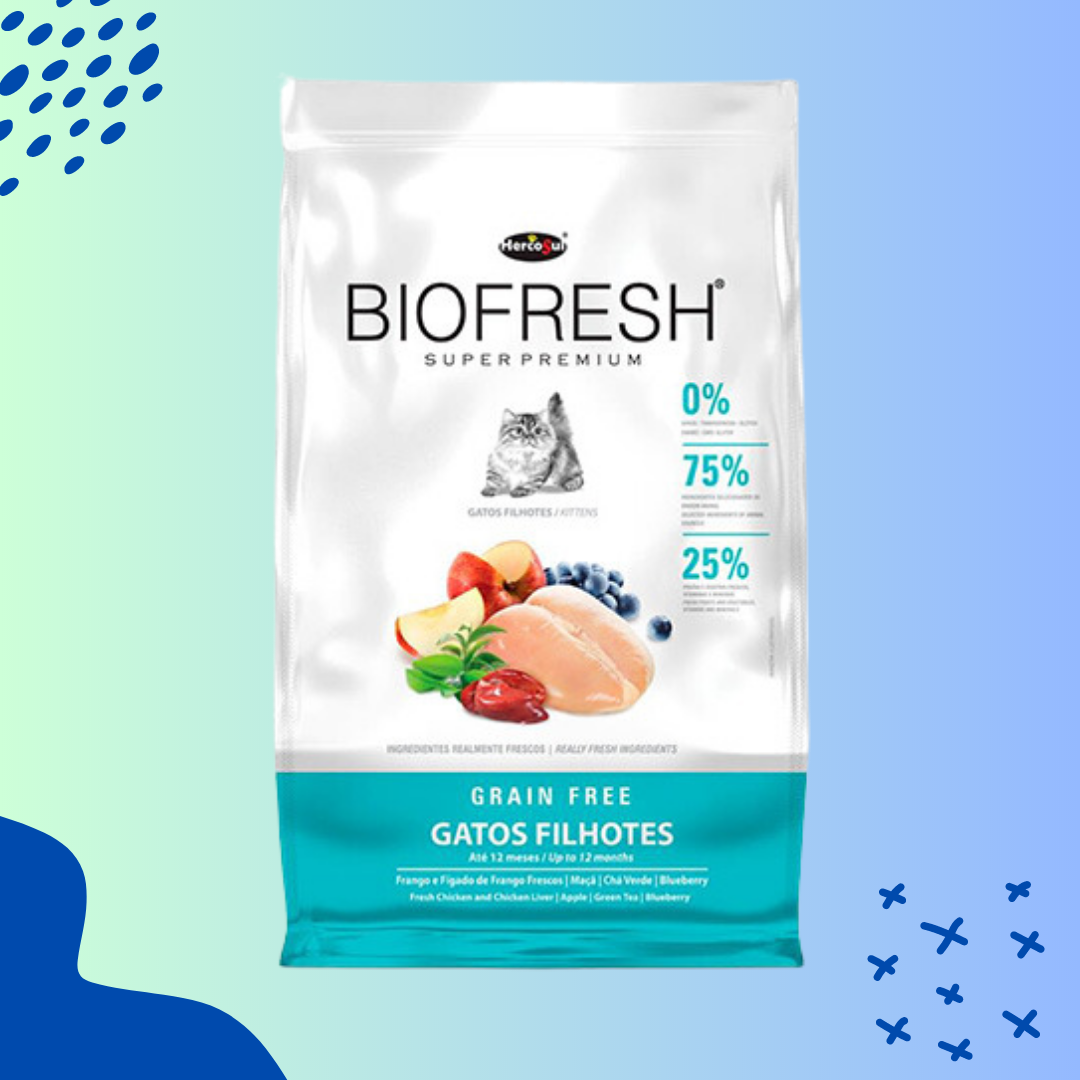 HercoSul®
BIOFRESH®
SUPER PREMIUM
0%
75%
25%
GATOS FILHOTES / KITTENS
INGREDIENTES REALMENTE FRESCOS | REALLY FRESH INGREDIENTS
GRAIN FREE
GATOS FILHOTES
Até 12 meses / Up to 12 months
Frango e Fígado de Frango Frescos | Maçã | Chá Verde | Blueberry
Fresh Chicken and Chicken Liver | Apple | Green Tea | Blueberry